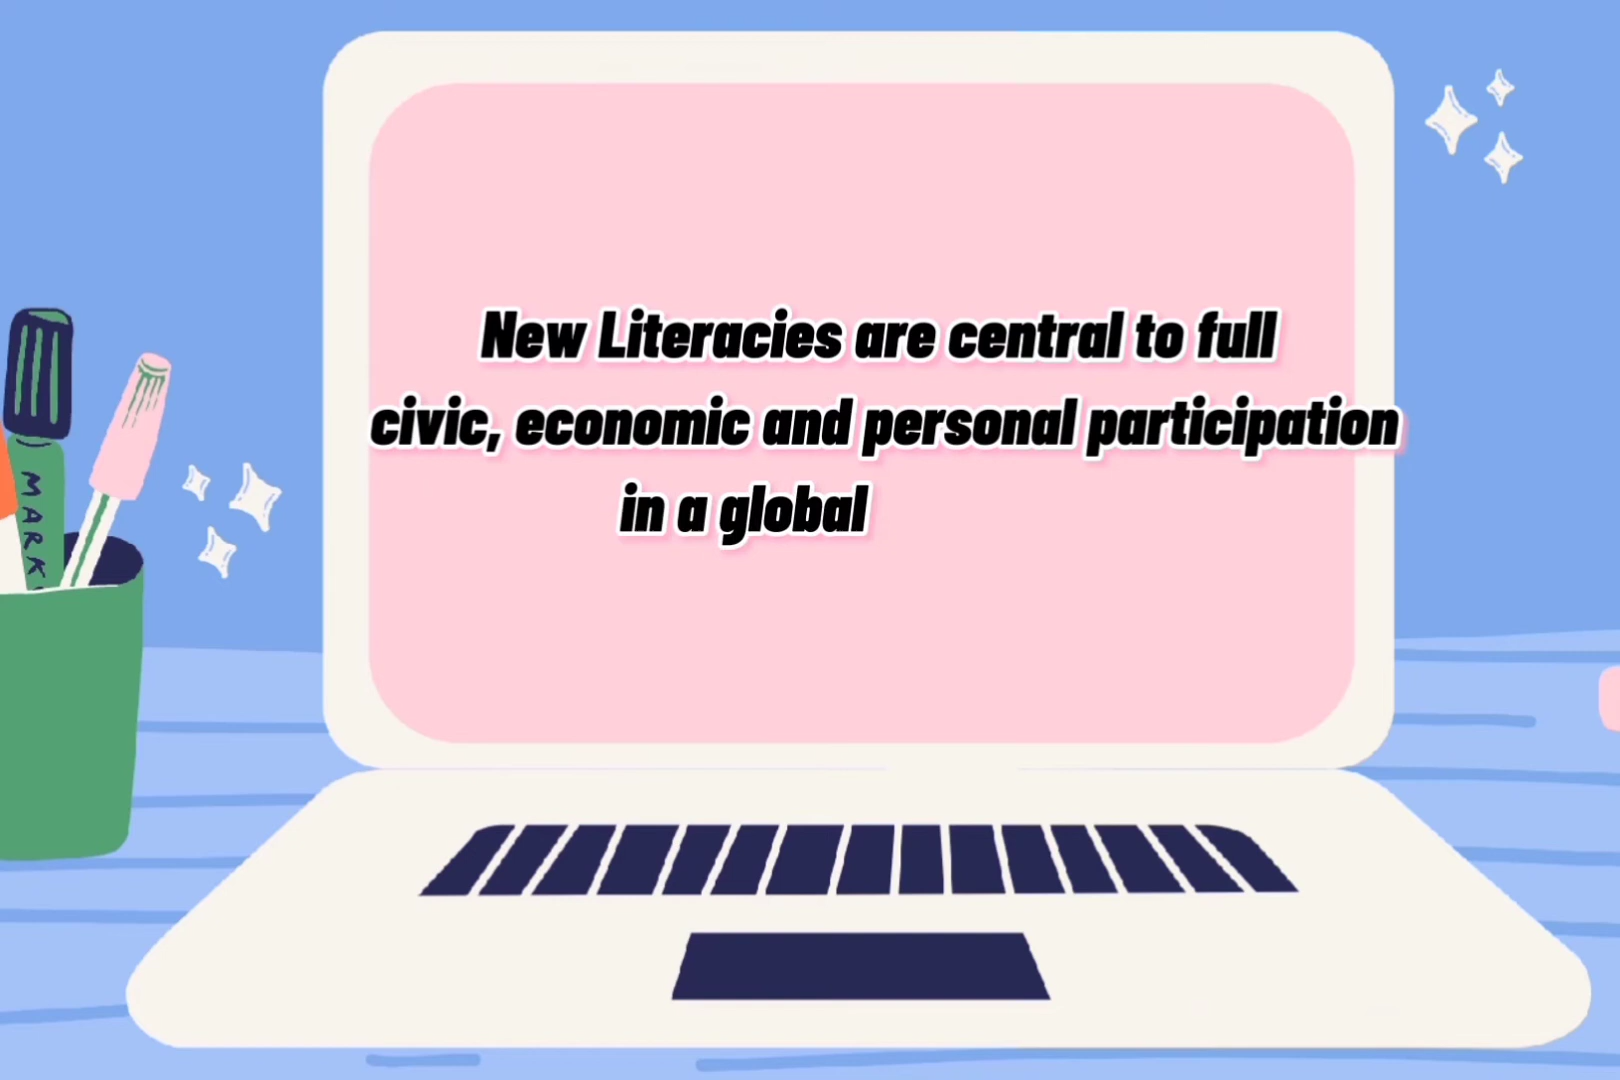 New Literacies are central to full
civic, economic and personal participation
in a global
MARK